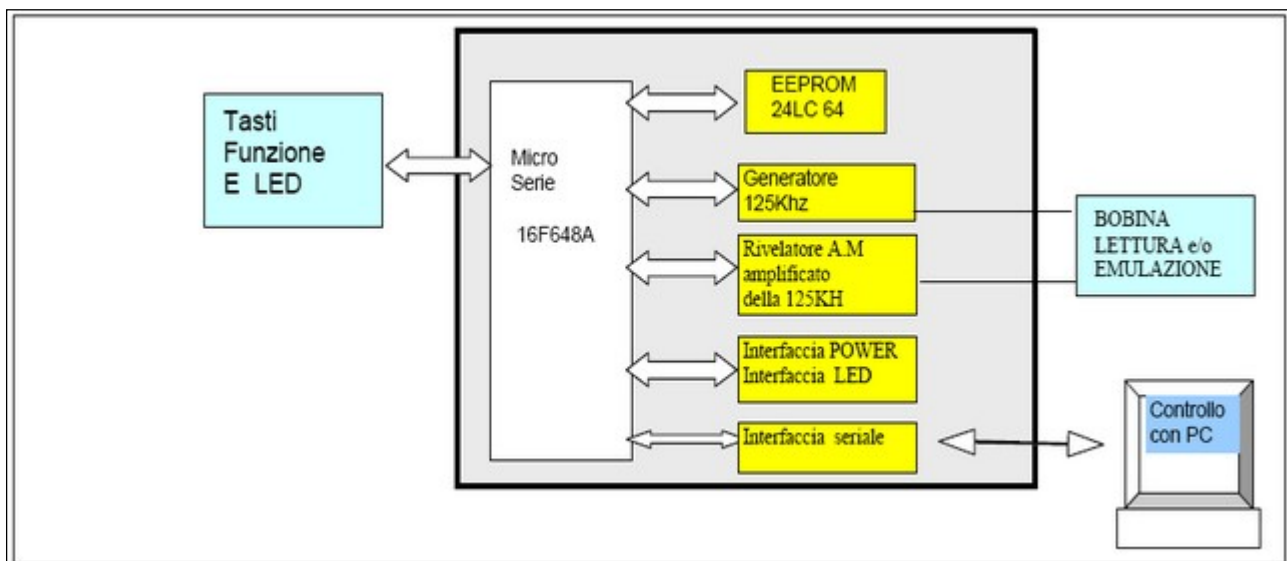 Tasti
Funzione
E LED
Micro
Serie
16F648A
EEPROM
24LC 64
Generatore
125Khz
Rivelatore A.M
amplificato
della 125KH
Interfaccia POWER
Interfaccia LED
Interfaccia seriale
BOBINA
LETTURA e/o
EMULAZIONE
Controllo
con PC